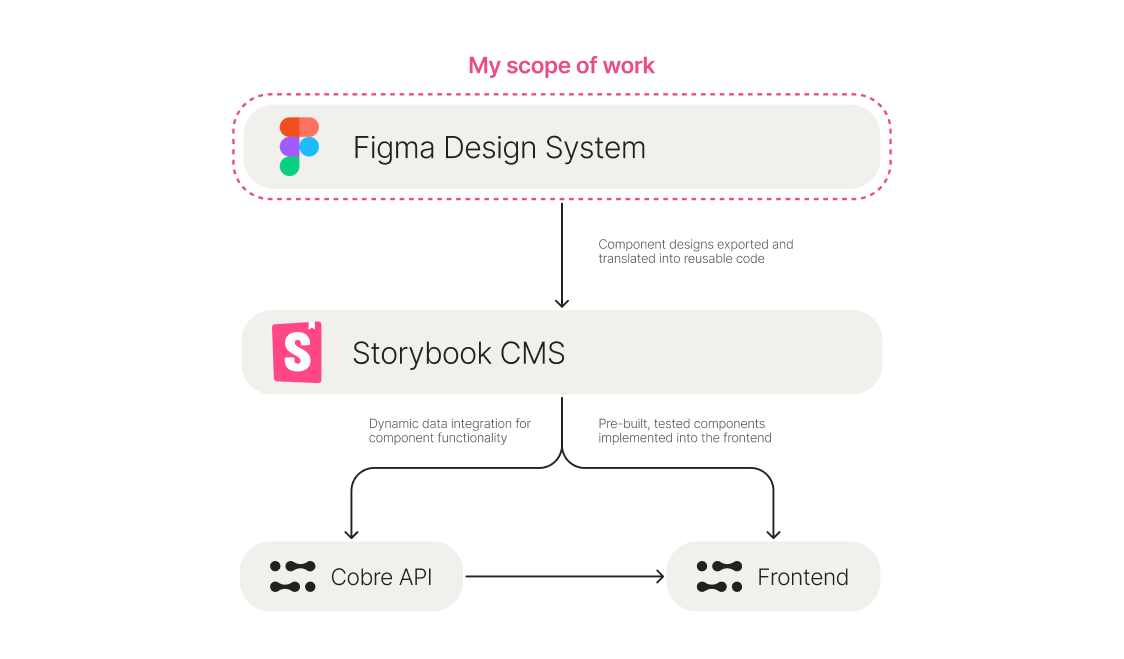 My scope of work
Figma Design System
Component designs exported and
translated into reusable code
S
Storybook CMS
Dynamic data integration for
component functionality
Pre-built, tested components
implemented into the frontend
Cobre API
Frontend